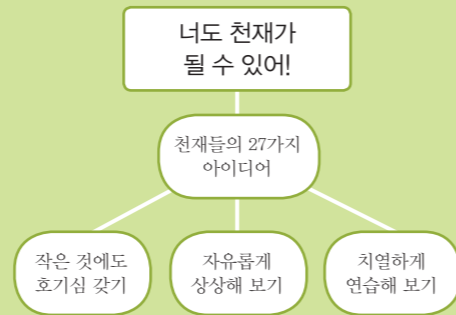 너도 천재가
될 수 있어!
천재들의 27가지
아이디어
작은 것에도
호기심 갖기
자유롭게
상상해 보기
치열하게
연습해 보기